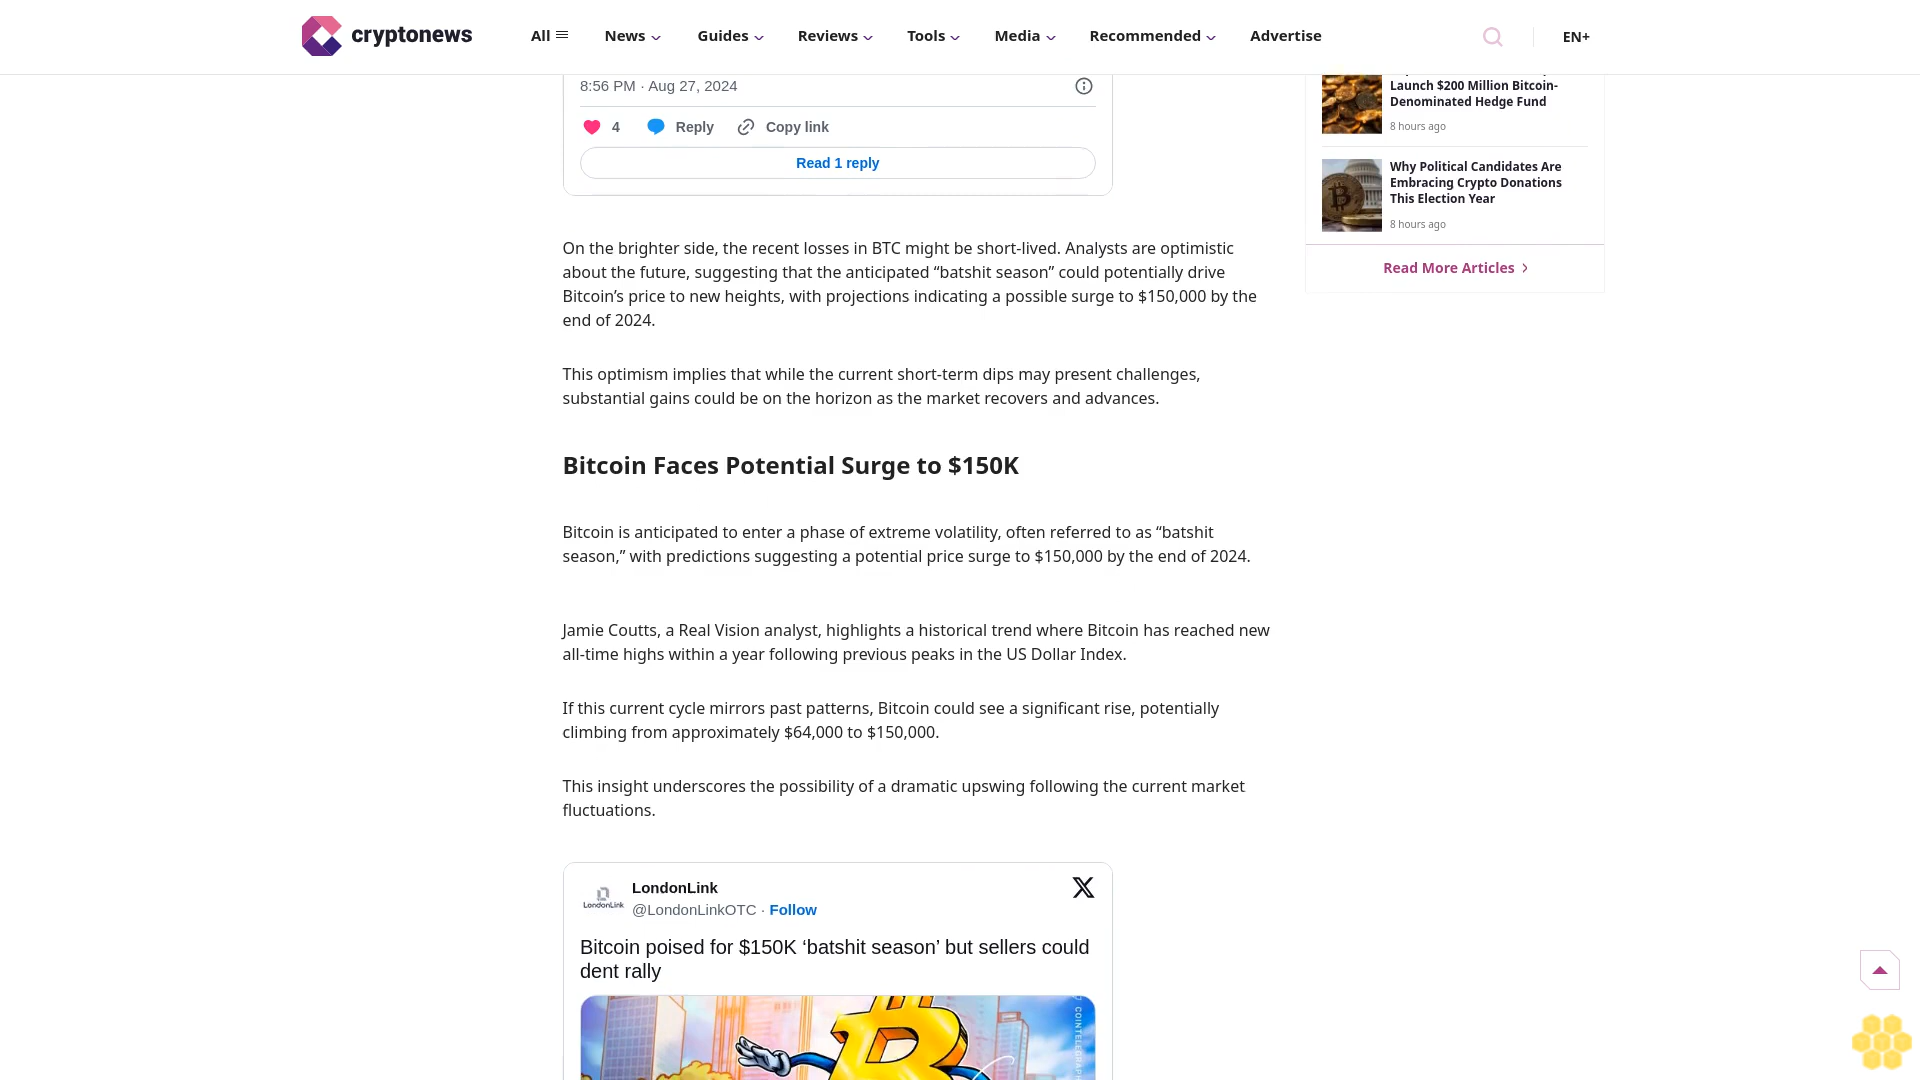 cryptonews
All
News
Guides
Reviews
Tools
Media
Recommended
Advertise
EN+
8:56 PM · Aug 27, 2024
4
Reply
Copy link
Read 1 reply
On the brighter side, the recent losses in BTC might be short-lived. Analysts are optimistic
about the future, suggesting that the anticipated “batshit season” could potentially drive
Bitcoin’s price to new heights, with projections indicating a possible surge to $150,000 by the
end of 2024.
This optimism implies that while the current short-term dips may present challenges,
substantial gains could be on the horizon as the market recovers and advances.
Bitcoin Faces Potential Surge to $150K
Bitcoin is anticipated to enter a phase of extreme volatility, often referred to as “batshit
season,” with predictions suggesting a potential price surge to $150,000 by the end of 2024.
Jamie Coutts, a Real Vision analyst, highlights a historical trend where Bitcoin has reached new
all-time highs within a year following previous peaks in the US Dollar Index.
If this current cycle mirrors past patterns, Bitcoin could see a significant rise, potentially
climbing from approximately $64,000 to $150,000.
This insight underscores the possibility of a dramatic upswing following the current market
fluctuations.
LondonLink
LondonLink
@LondonLinkOTC · Follow
Bitcoin poised for $150K ‘batshit season’ but sellers could
dent rally
Launch $200 Million Bitcoin-
Denominated Hedge Fund
8 hours ago
Why Political Candidates Are
Embracing Crypto Donations
This Election Year
8 hours ago
Read More Articles